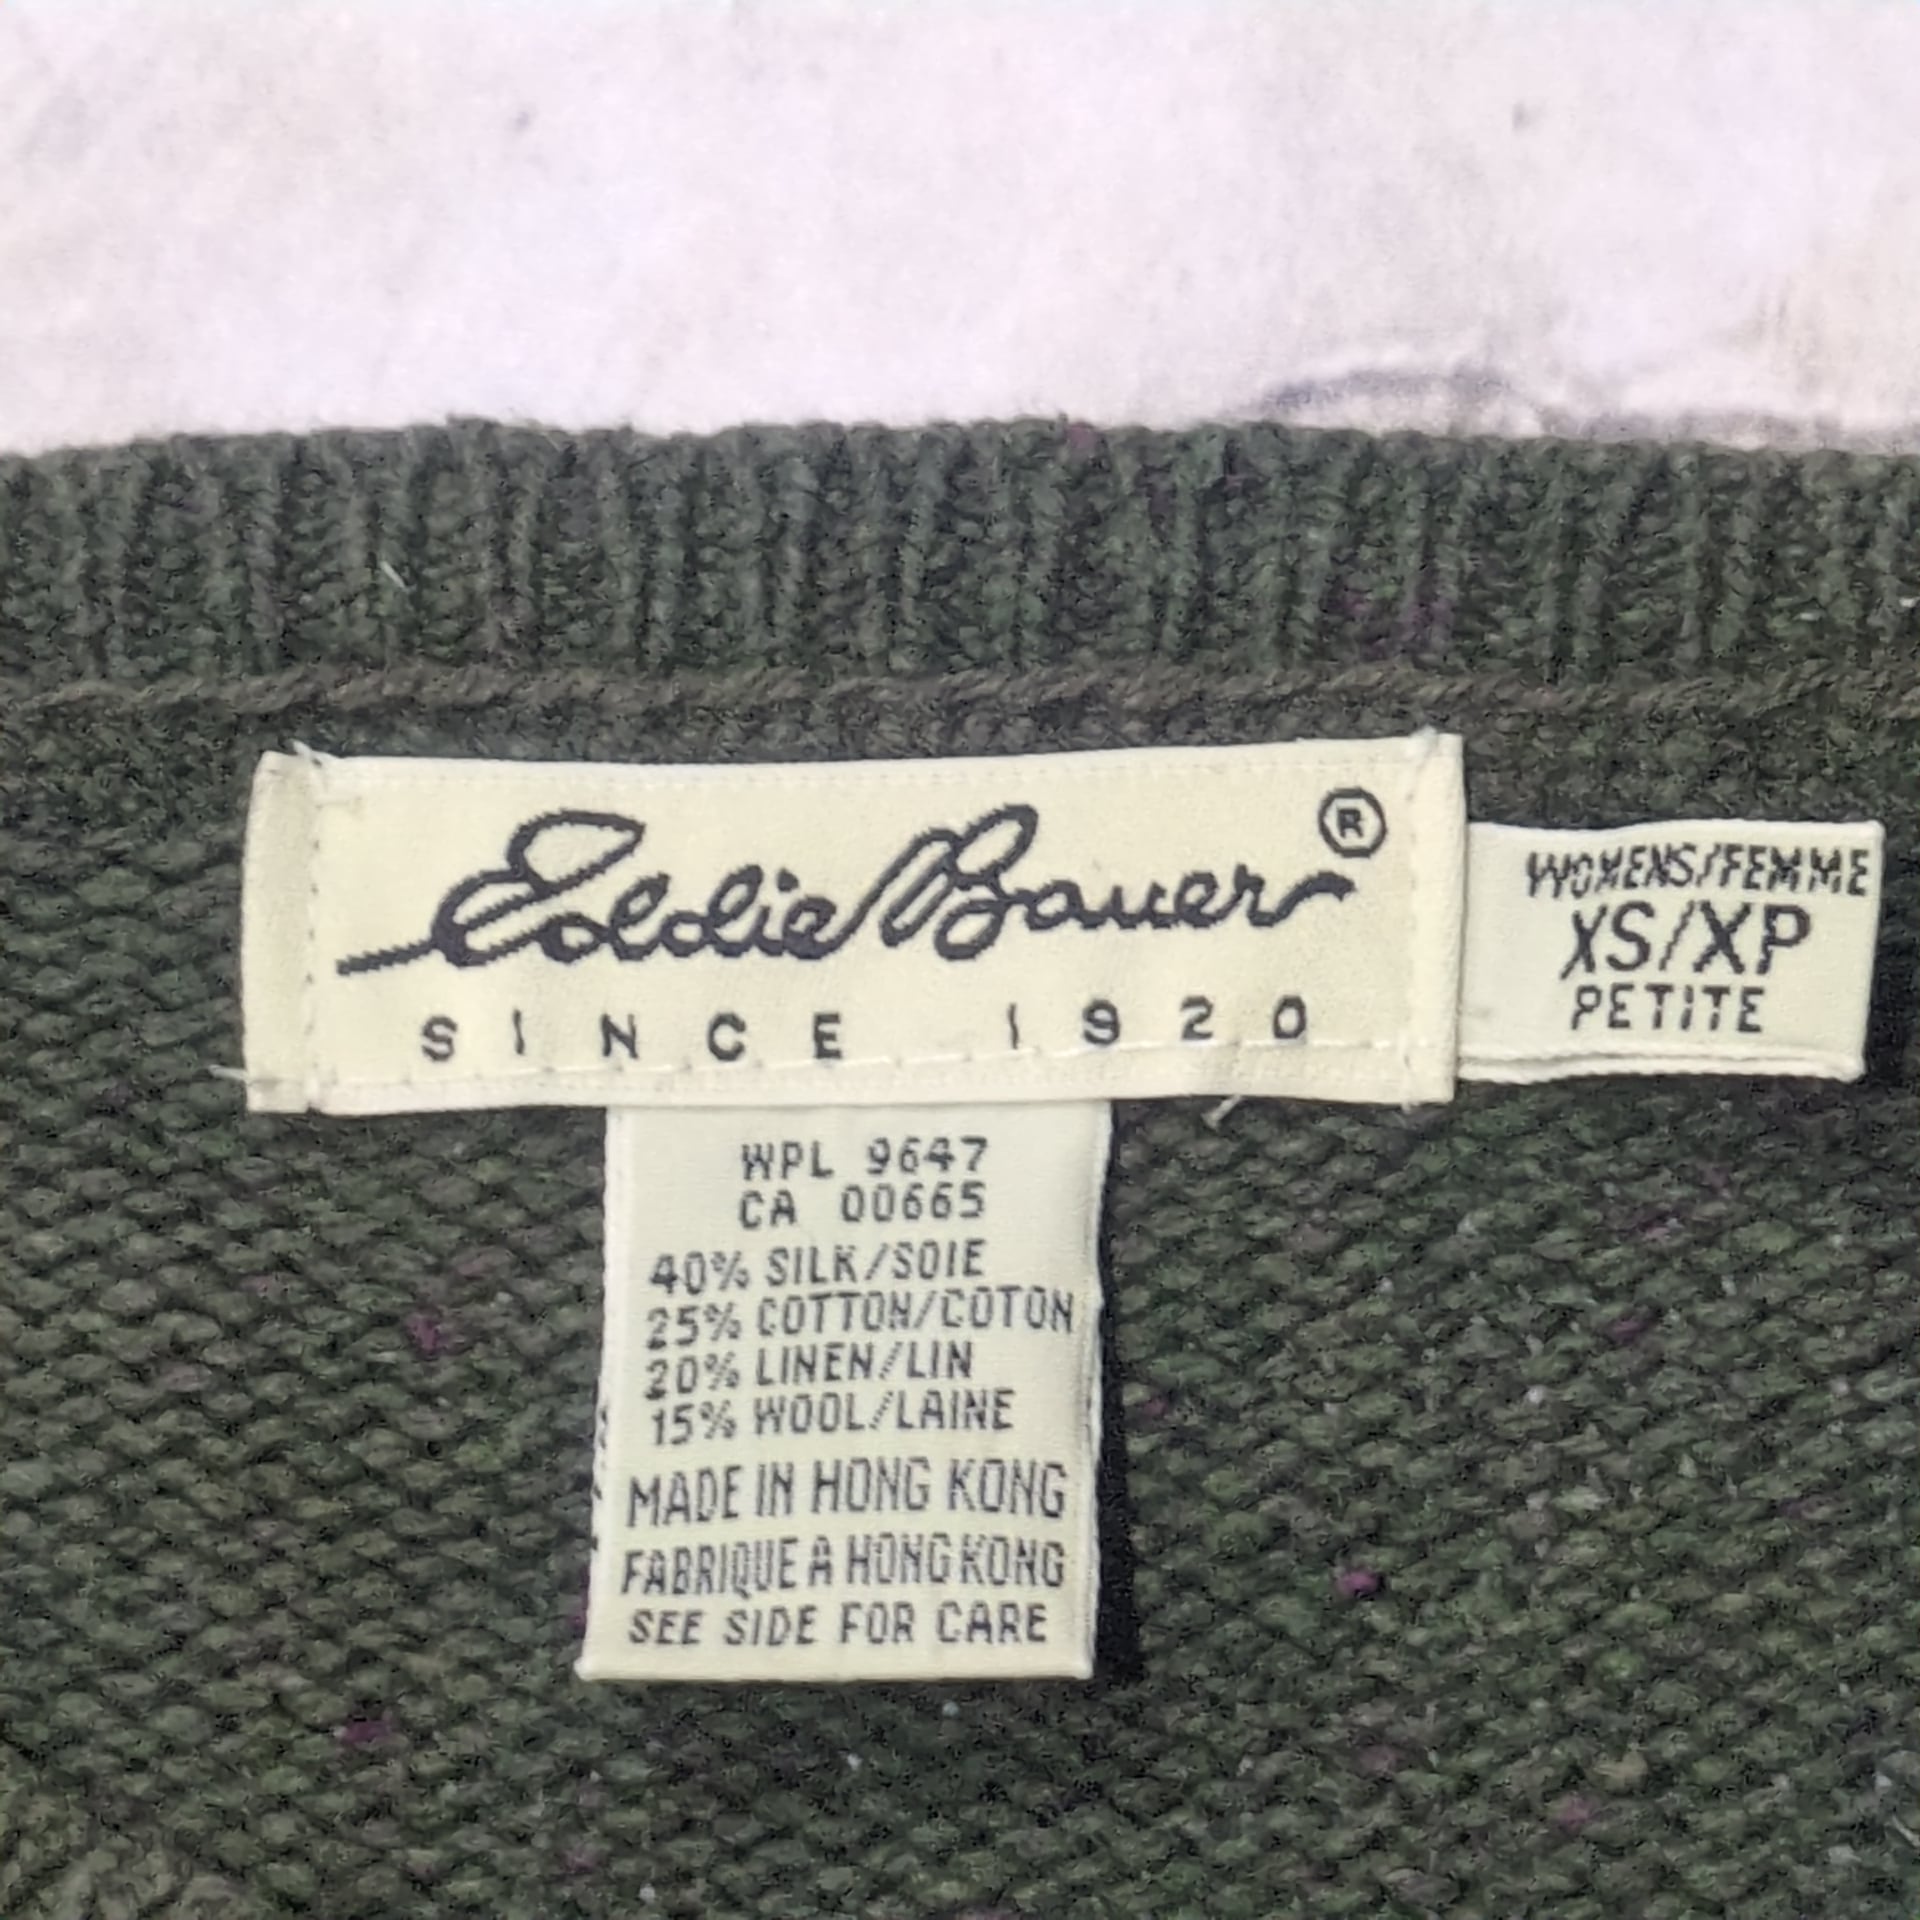 Eddie Bauer®
SINCE 1920
WOMENS/FEMME
XS/XP
PETITE
WPL 9647
CA 00665
40% SILK/SOIE
25% COTTON/COTON
20% LINEN/LIN
15% WOOL/LAINE
MADE IN HONG KONG
FABRIQUE A HONG KONG
SEE SIDE FOR CARE